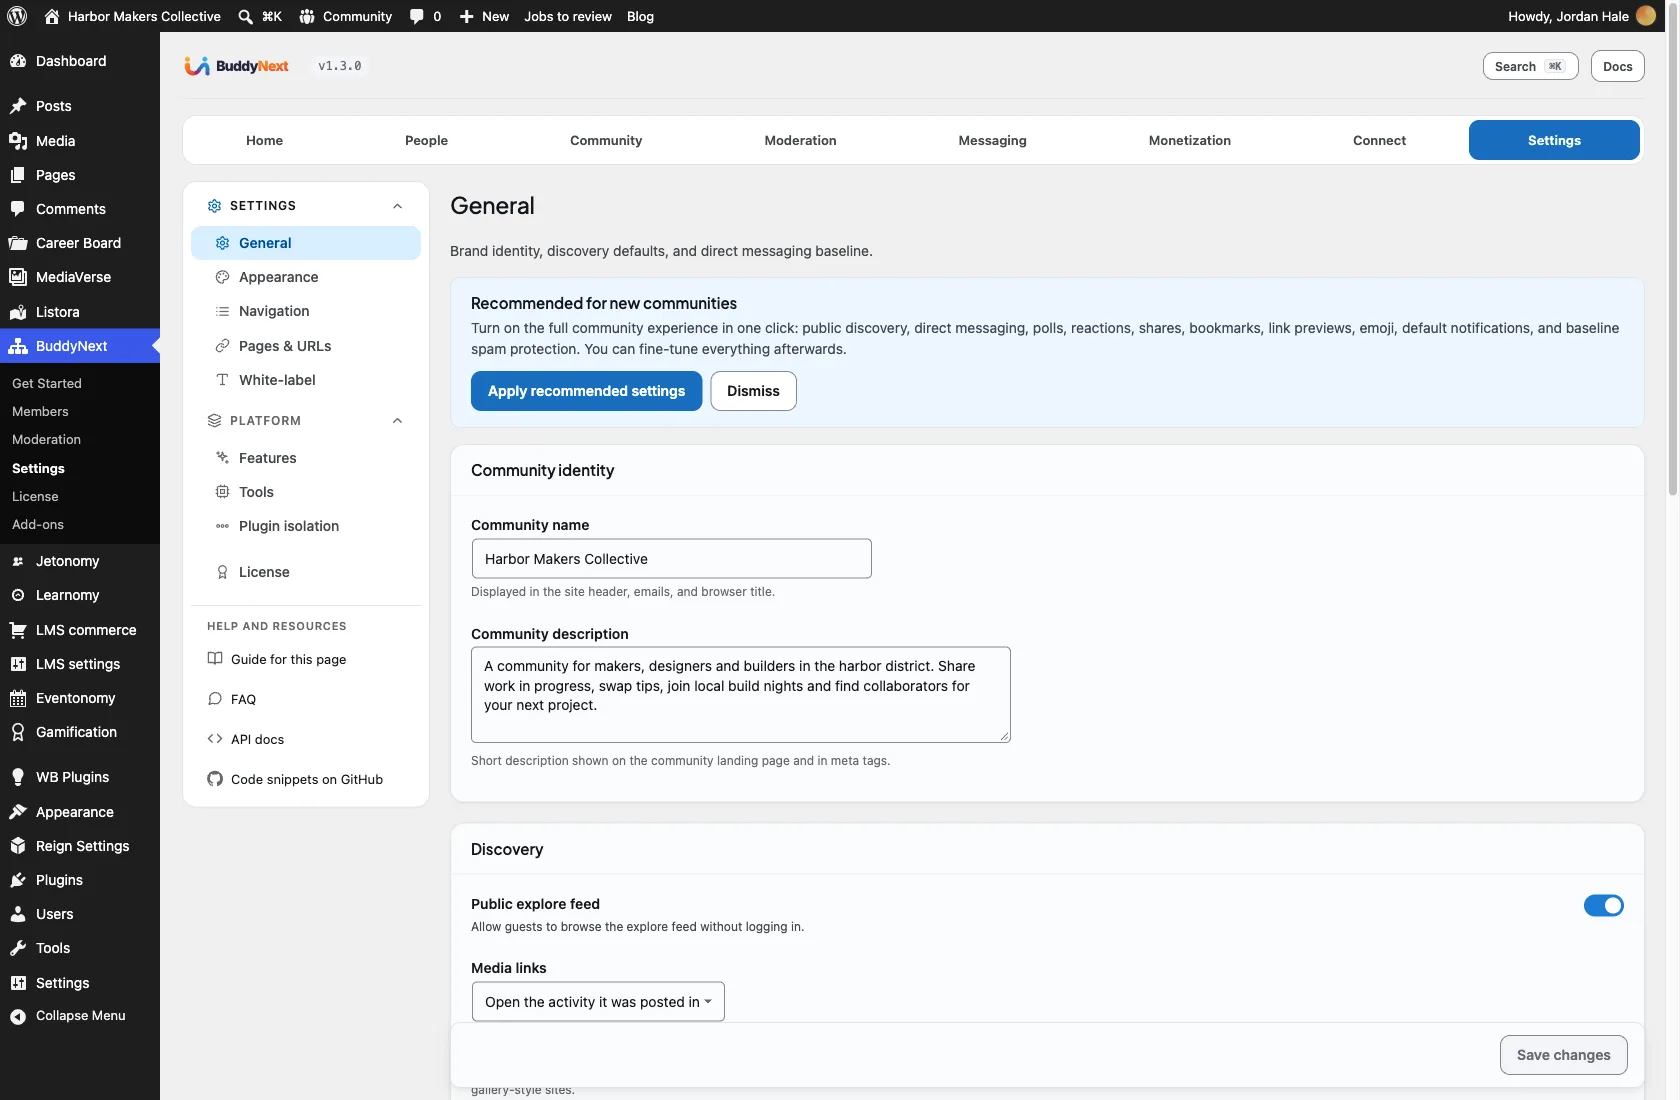 Harbor Makers Collective
⌘K
Community
0
New
Jobs to review
Blog
Howdy, Jordan Hale
Dashboard
Posts
Media
Pages
Comments
Career Board
MediaVerse
Listora
BuddyNext
Get Started
Members
Moderation
Settings
License
Add-ons
Jetonomy
Learnomy
LMS commerce
LMS settings
Eventonomy
Gamification
WB Plugins
Appearance
Reign Settings
Plugins
Users
Tools
Settings
Collapse Menu
BuddyNext
v1.3.0
Search ⌘K
Docs
Home
People
Community
Moderation
Messaging
Monetization
Connect
Settings
SETTINGS
General
Appearance
Navigation
Pages & URLs
White-label
PLATFORM
Features
Tools
Plugin isolation
License
HELP AND RESOURCES
Guide for this page
FAQ
API docs
Code snippets on GitHub
General
Brand identity, discovery defaults, and direct messaging baseline.
Recommended for new communities
Turn on the full community experience in one click: public discovery, direct messaging, polls, reactions, shares, bookmarks, link previews, emoji, default notifications, and baseline
spam protection. You can fine-tune everything afterwards.
Apply recommended settings
Dismiss
Community identity
Community name
Harbor Makers Collective
Displayed in the site header, emails, and browser title.
Community description
A community for makers, designers and builders in the harbor district. Share
work in progress, swap tips, join local build nights and find collaborators for
your next project.
Short description shown on the community landing page and in meta tags.
Discovery
Public explore feed
Allow guests to browse the explore feed without logging in.
Media links
Open the activity it was posted in
Save changes
gallery-style sites.